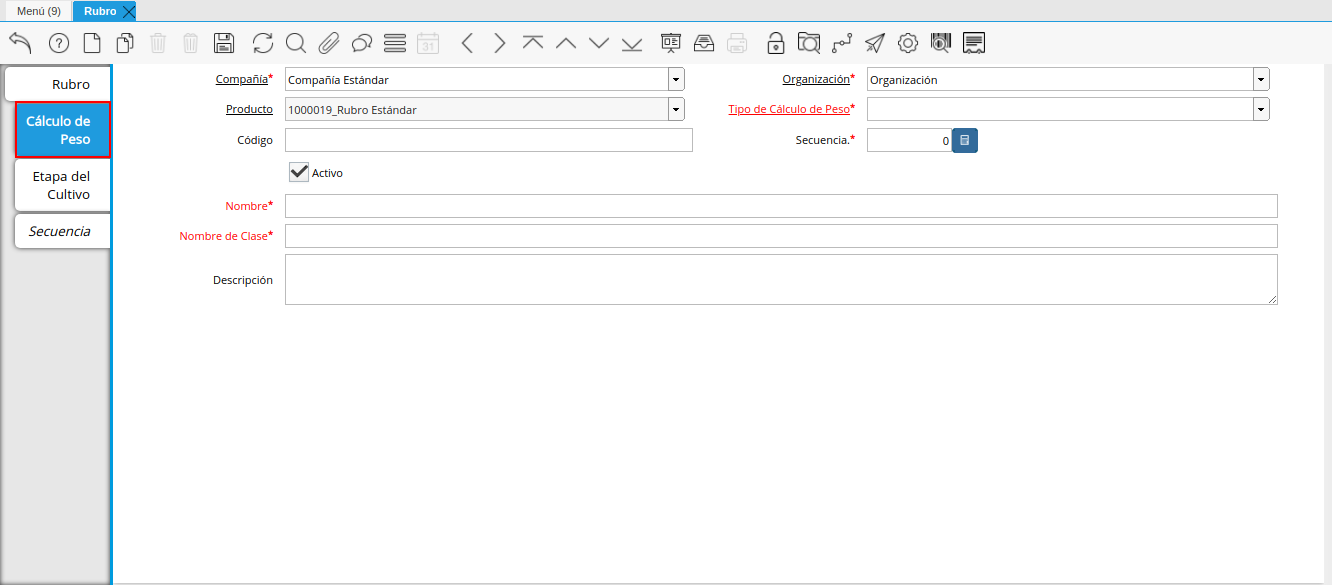 Menú (9) Rubro
31
Rubro
Cálculo de
Peso
Etapa del
Cultivo
Secuencia
Compañía* Compañía Estándar Organización* Organización
Producto 1000019_Rubro Estándar Tipo de Cálculo de Peso*
Código Secuencia.* 0
Activo
Nombre*
Nombre de Clase*
Descripción